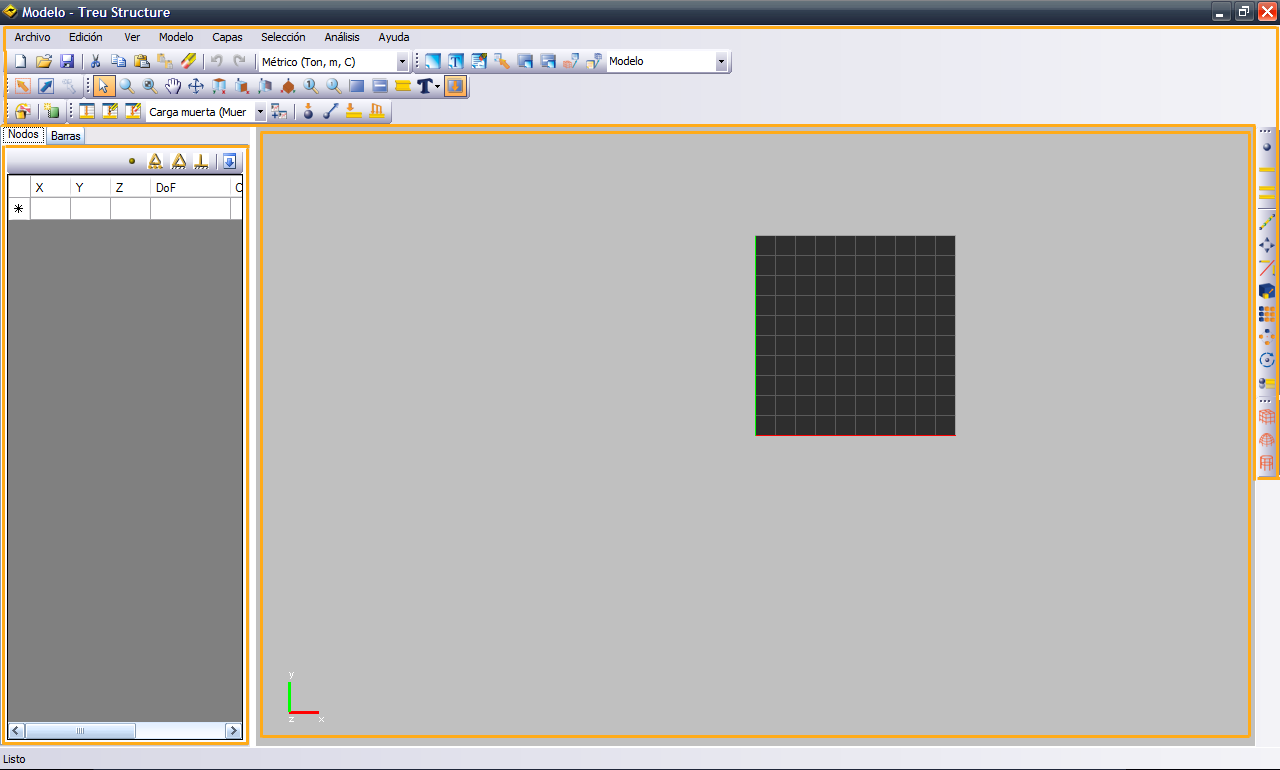 Modelo - Treu Structure
Archivo Edición Ver Modelo Capas Selección Análisis Ayuda
Métrico (Ton, m, C) Modelo
Carga muerta (Muer
Nodos Barras
X Y Z DoF C
y
z x
Listo